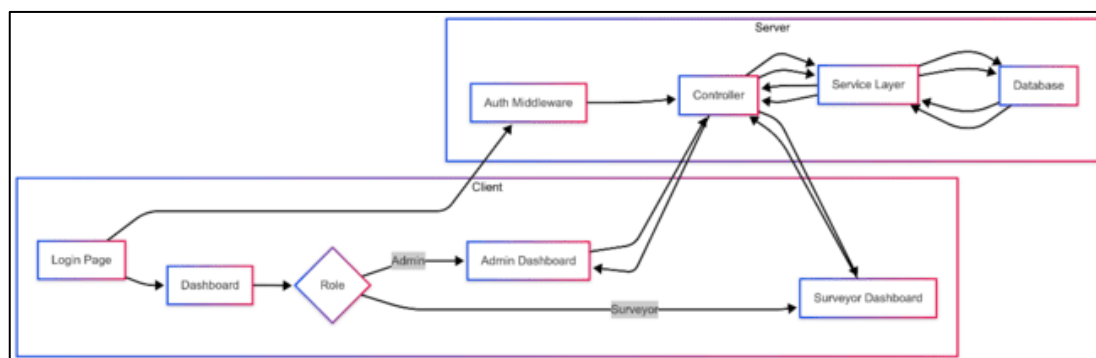 Server
Auth Middleware
Controller
Service Layer
Database
Client
Login Page
Dashboard
Role
Admin
Admin Dashboard
Surveyor
Surveyor Dashboard